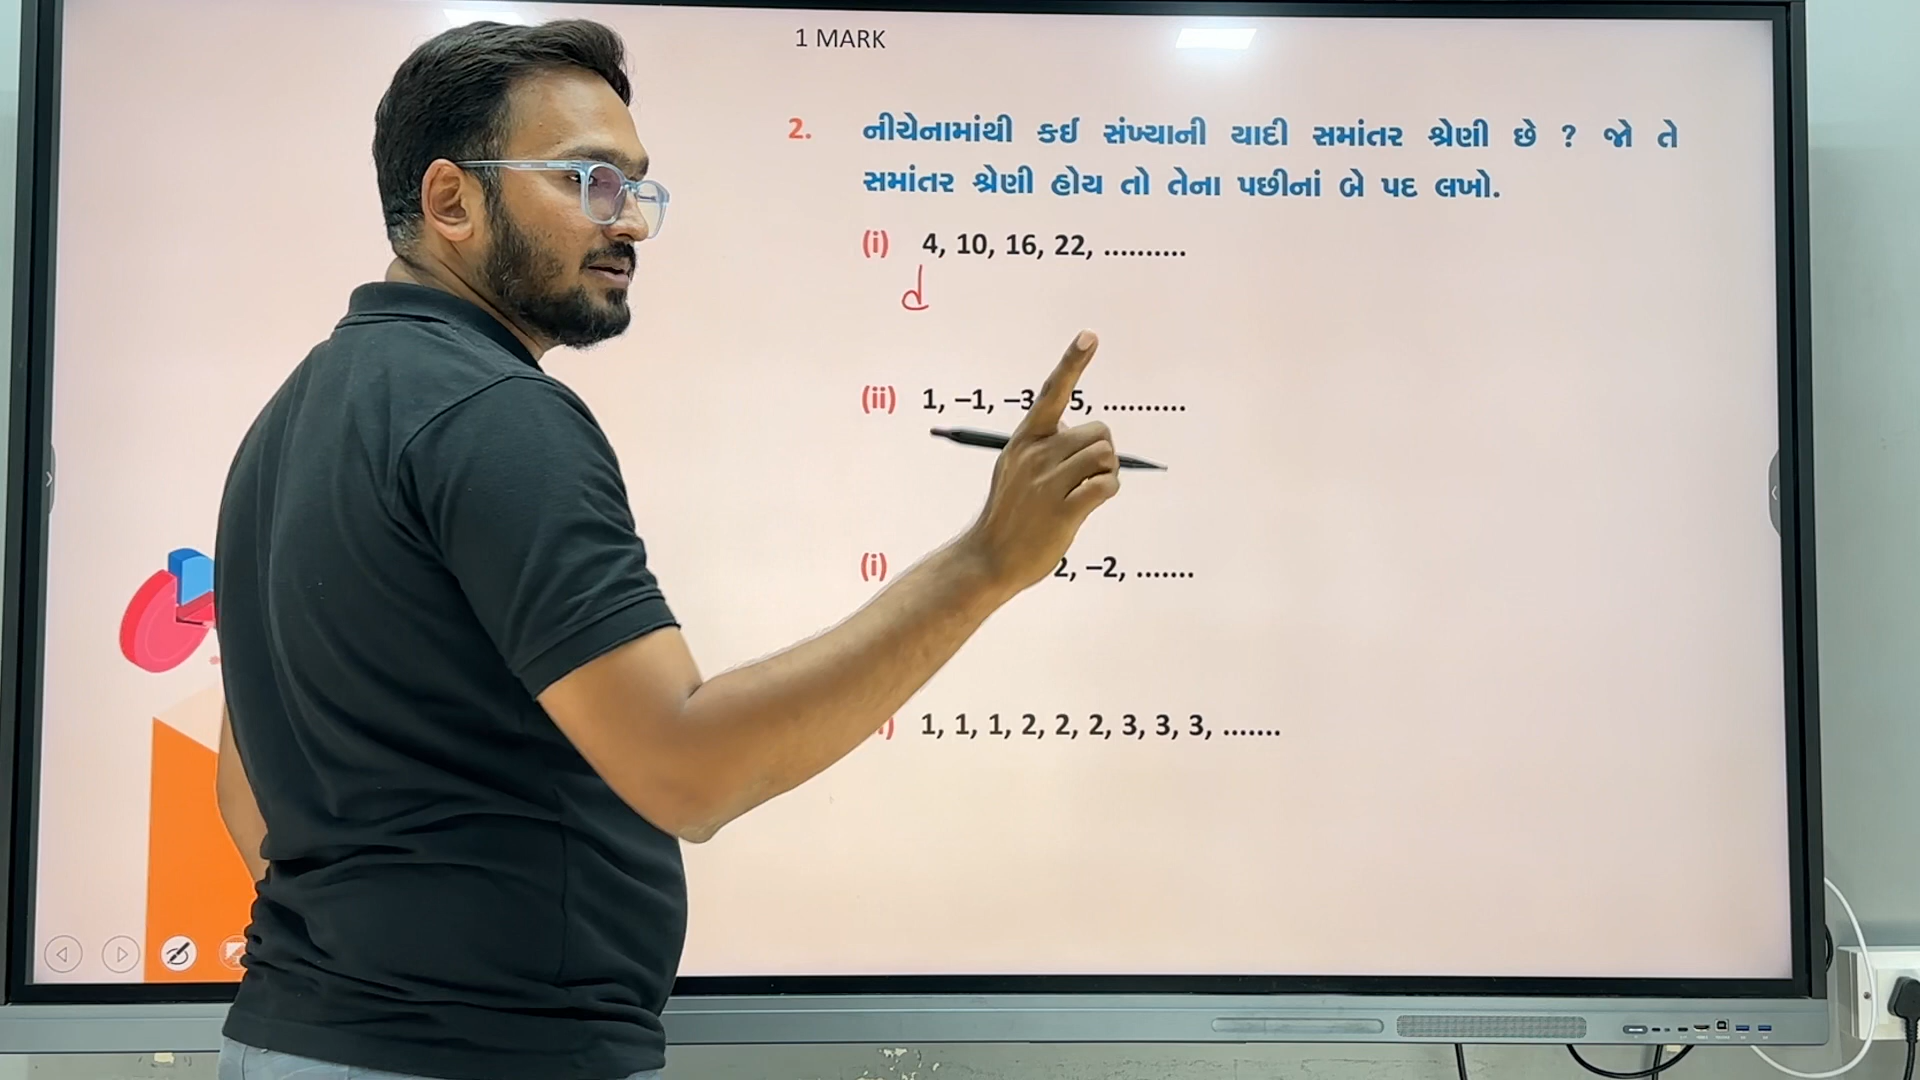 1 MARK
2. નીચેનામાંથી કઈ સંખ્યાની યાદી સમાંતર શ્રેણી છે ? જો તે
સમાંતર શ્રેણી હોય તો તેના પછીનાં બે પદ લખો.
(i) 4, 10, 16, 22, ..........
d
(ii) 1, –1, –3 5, ..........
(i) 2, –2, .......
) 1, 1, 1, 2, 2, 2, 3, 3, 3, .......